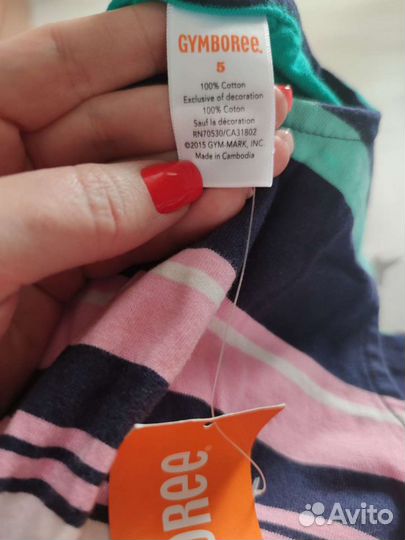 GYMBOREE.
5
100% Cotton
Exclusive of decoration
100% Coton
Sauf la décoration
RN70530/CA31802
©2015 GYM-MARK, INC.
Made in Cambodia
OREE
Avito